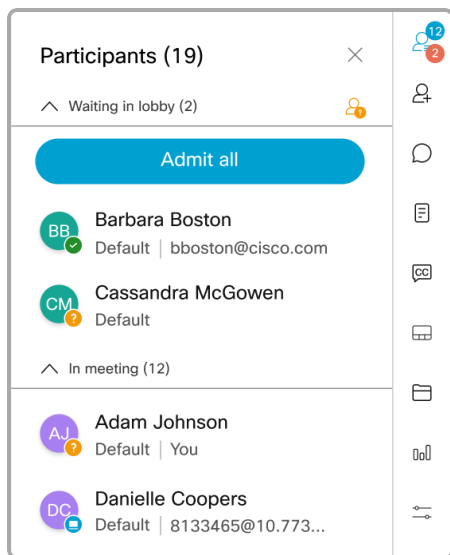 Participants (19)
12
2
Waiting in lobby (2)
?
Admit all
BB
Barbara Boston
Default | bboston@cisco.com
CM
?
Cassandra McGowen
Default
In meeting (12)
AJ
?
Adam Johnson
Default | You
DC
Danielle Coopers
Default | 8133465@10.773...
CC